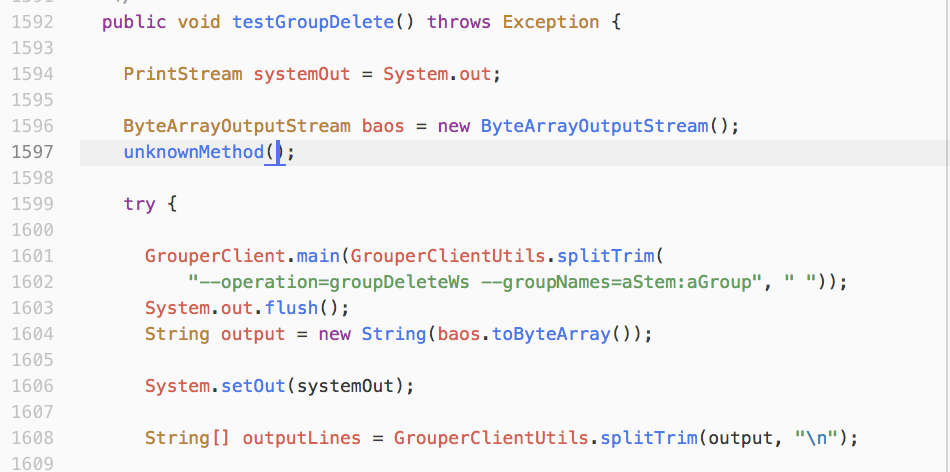 1592 public void testGroupDelete() throws Exception {
1593
1594 PrintStream systemOut = System.out;
1595
1596 ByteArrayOutputStream baos = new ByteArrayOutputStream();
1597 unknownMethod();
1598
1599 try {
1600
1601 GrouperClient.main(GrouperClientUtils.splitTrim(
1602 "--operation=groupDeleteWs --groupNames=aStem:aGroup", " "));
1603 System.out.flush();
1604 String output = new String(baos.toByteArray());
1605
1606 System.setOut(systemOut);
1607
1608 String[] outputLines = GrouperClientUtils.splitTrim(output, "\n");
1609